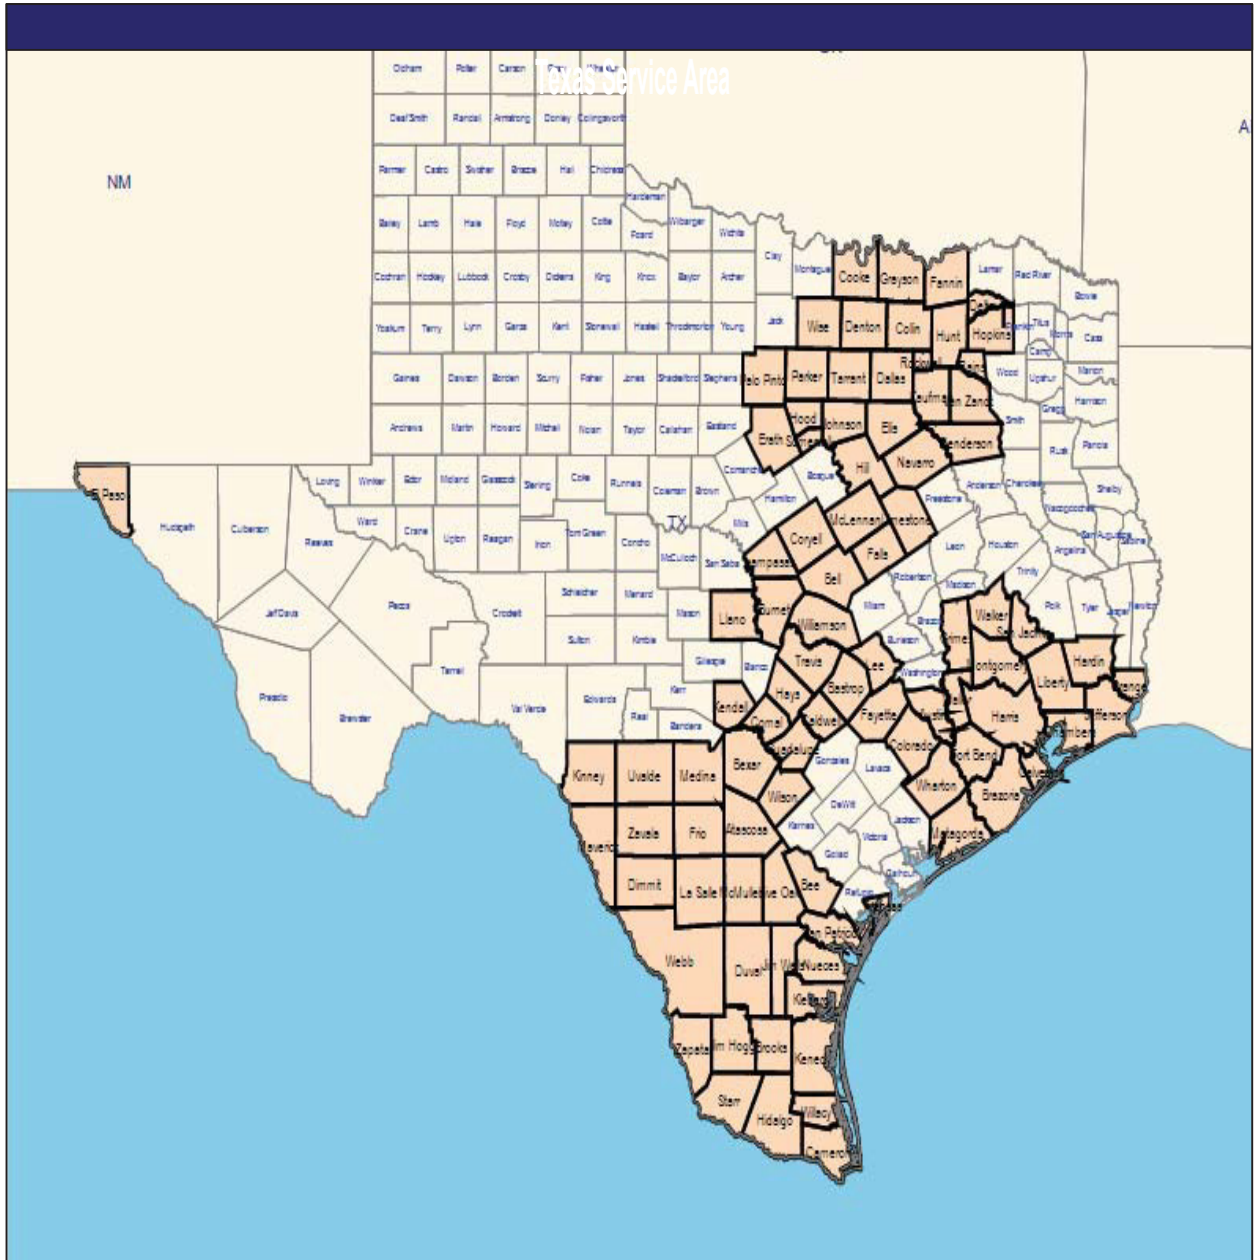 Texas Service Area
Oldham Potter Carson Gray Wheeler
Deaf Smith Randall Armstrong Donley Collingsworth
NM
Parmer Castro Swisher Briscoe Hall Childress
Hardeman
Bailey Lamb Hale Floyd Motley Cottle Foard Wilbarger Wichita
Clay Montague Cooke Grayson Fannin Lamar Red River Bowie
Cochran Hockley Lubbock Crosby Dickens King Knox Baylor Archer
Yoakum Terry Lynn Garza Kent Stonewall Haskell Throckmorton Young Jack Wise Denton Collin Hunt Hopkins Titus Morris Cass
Camp
Gaines Dawson Borden Scurry Fisher Jones Shackelford Stephens Palo Pinto Parker Tarrant Dallas Wood Upshur Marion
Harrison
Andrews Martin Howard Mitchell Nolan Taylor Callahan Eastland Erath Hood Johnson Ellis Smith Gregg
Henderson Rusk Panola
El Paso Hudspeth Culberson Reeves Loving Winkler Ector Midland Glasscock Sterling Coke Runnels Coleman Brown Comanche Hamilton Bosque Hill Navarro Freestone Anderson Cherokee Shelby
Ward Crane Upton Reagan Irion Tom Green Concho TX Mills McLennan Nacogdoches
McCulloch San Saba Coryell Falls Leon Houston Angelina San Augustine Sabine
Jeff Davis Pecos Crockett Schleicher Menard Mason Bell Robertson Madison Trinity
Llano Burnet Williamson Milam Walker Polk Tyler Jasper Newton
Sutton Kimble Burleson San Jacinto
Presidio Brewster Terrell Val Verde Edwards Real Kerr Bandera Gillespie Blanco Travis Lee Washington Montgomery Liberty Hardin
Kendall Hays Bastrop Fayette Harris Jefferson
Comal Caldwell Colorado Fort Bend Chambers
Kinney Uvalde Medina Bexar Guadalupe Gonzales Lavaca Wharton Brazoria Galveston
Wilson DeWitt Jackson Matagorda
Maverick Zavala Frio Atascosa Karnes Goliad Victoria Calhoun
Dimmit La Salle McMullen Live Oak Bee Refugio
Webb Duval Jim Wells Nueces San Patricio
Kleberg
Zapata Jim Hogg Brooks Kenedy
Starr Hidalgo Willacy
Cameron